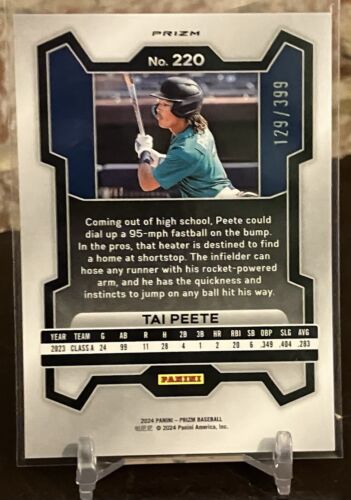 PRIZM
No. 220
129/399
Coming out of high school, Peete could
dial up a 95-mph fastball on the bump.
In the pros, that heater is destined to find
a home at shortstop. The infielder can
hose any runner with his rocket-powered
arm, and he has the quickness and
instincts to jump on any ball hit his way.
TAI PEETE
YEAR TEAM G AB R H 2B 3B HR RBI SB OBP SLG AVG
2023 CLASS A 24 99 11 28 4 1 2 20 6 .349 .404 .283
PANINI
2024 PANINI – PRIZM BASEBALL
© 2024 Panini America, Inc.